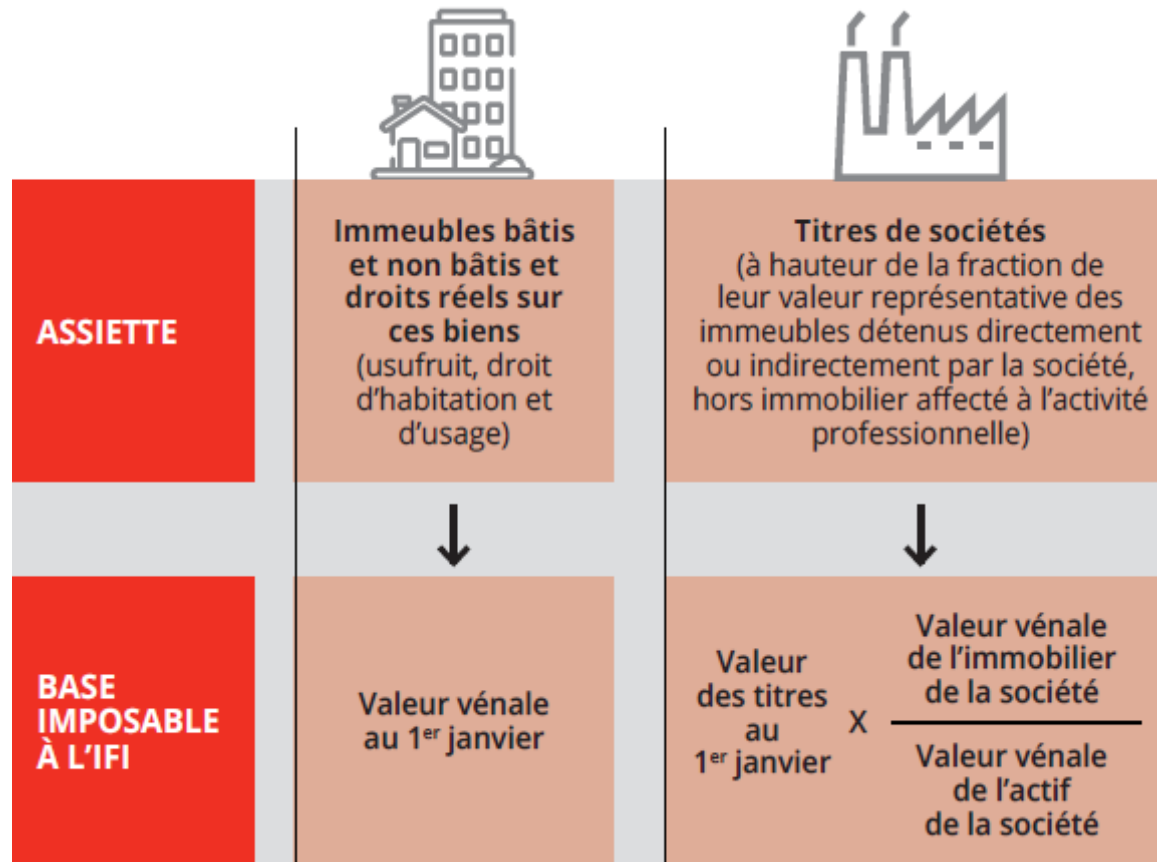 ASSIETTE
Immeubles bâtis
et non bâtis et
droits réels sur
ces biens
(usufruit, droit
d’habitation et
d’usage)
Titres de sociétés
(à hauteur de la fraction de
leur valeur représentative des
immeubles détenus directement
ou indirectement par la société,
hors immobilier affecté à l’activité
professionnelle)
BASE
IMPOSABLE
À L’IFI
Valeur vénale
au 1er janvier
Valeur
des titres
au
1er janvier
X
Valeur vénale
de l’immobilier
de la société
Valeur vénale
de l’actif
de la société